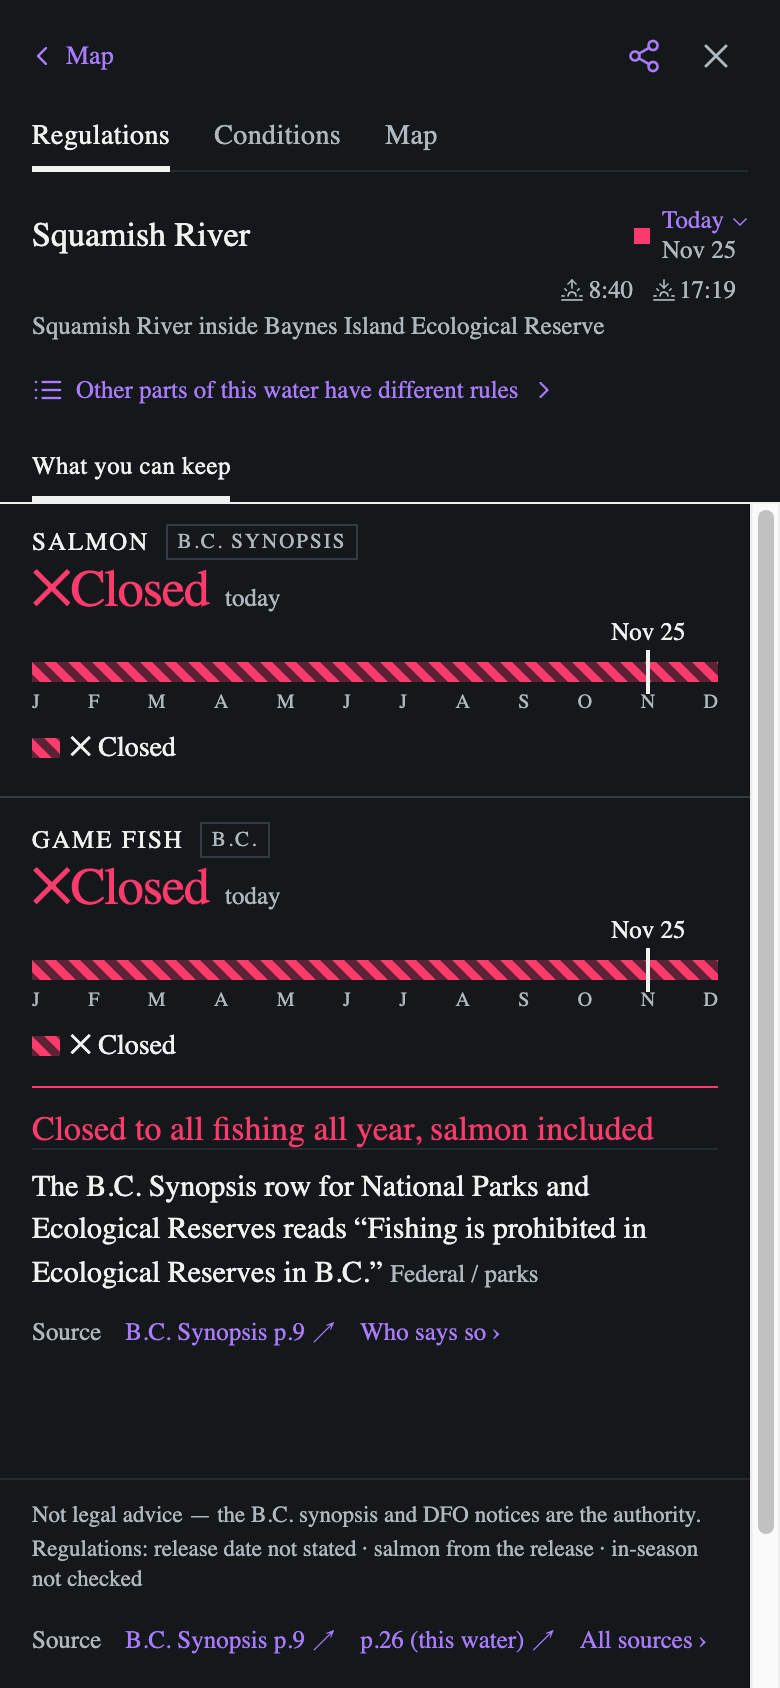 Map
Regulations Conditions Map
Squamish River
Today
Nov 25
8:40 17:19
Squamish River inside Baynes Island Ecological Reserve
Other parts of this water have different rules
What you can keep
SALMON B.C. SYNOPSIS
Closed today
Nov 25
J F M A M J J A S O N D
Closed
GAME FISH B.C.
Closed today
Nov 25
J F M A M J J A S O N D
Closed
Closed to all fishing all year, salmon included
The B.C. Synopsis row for National Parks and
Ecological Reserves reads “Fishing is prohibited in
Ecological Reserves in B.C.” Federal / parks
Source B.C. Synopsis p.9 ↗ Who says so ›
Not legal advice — the B.C. synopsis and DFO notices are the authority.
Regulations: release date not stated · salmon from the release · in-season
not checked
Source B.C. Synopsis p.9 ↗ p.26 (this water) ↗ All sources ›